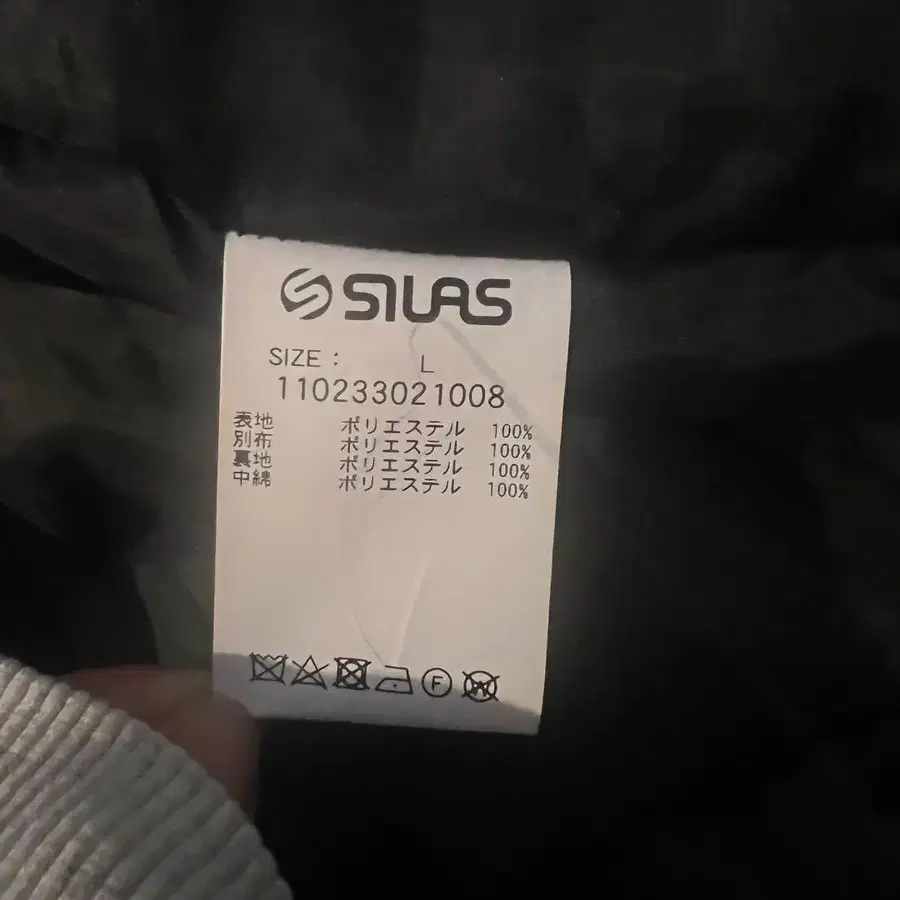 SILAS
SIZE : L
110233021008
表地 ポリエステル 100%
別布 ポリエステル 100%
裏地 ポリエステル 100%
中綿 ポリエステル 100%
F
W